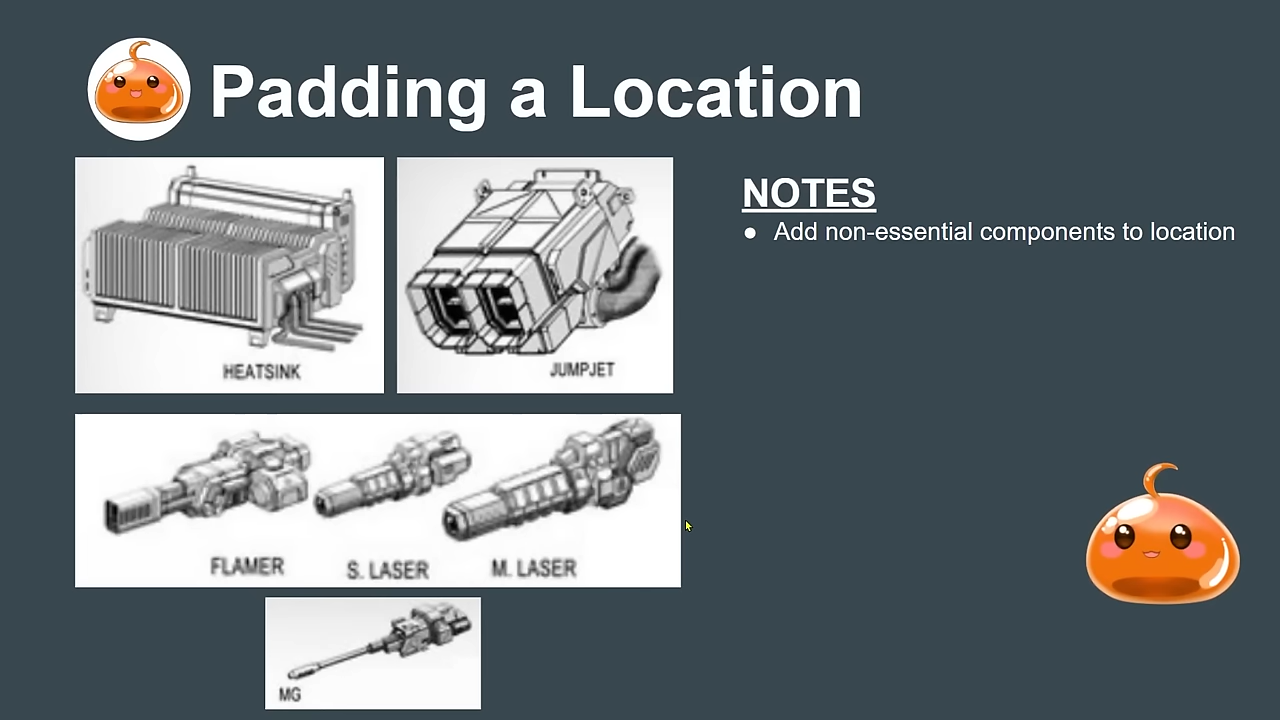 Padding a Location
NOTES
● Add non-essential components to location
HEATSINK
JUMPJET
FLAMER
S. LASER
M. LASER
MG